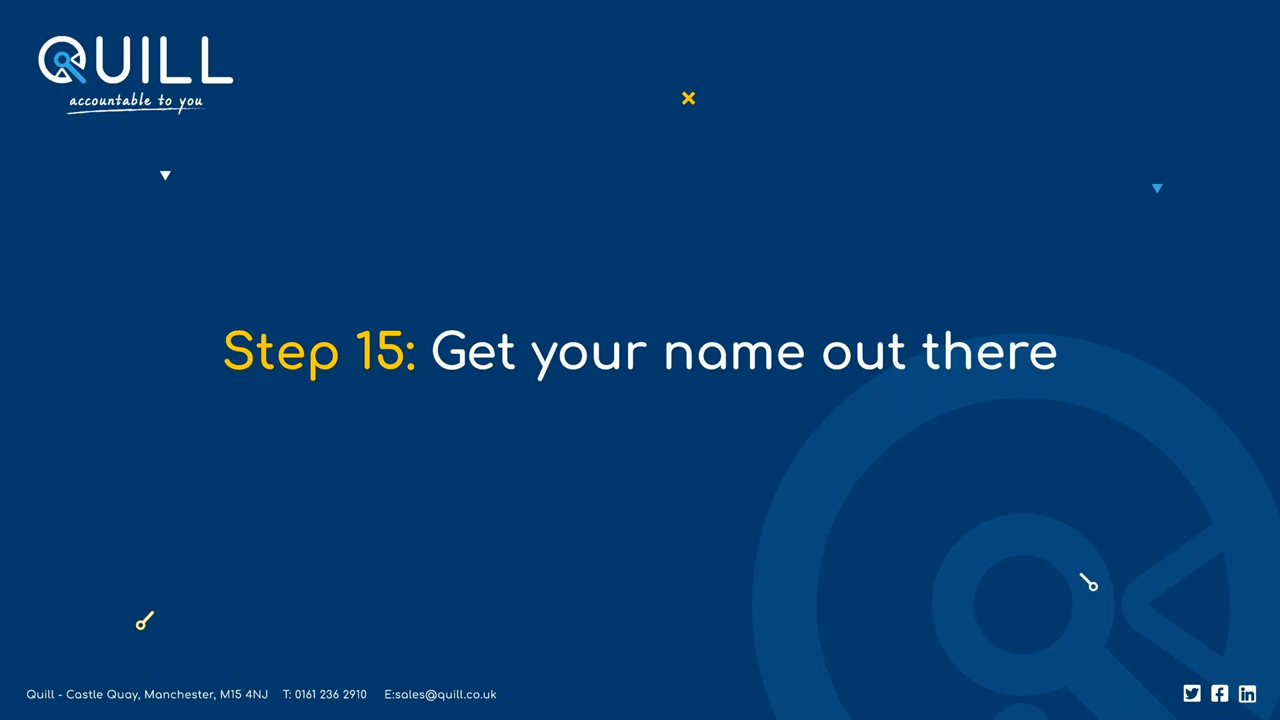 QUILL
accountable to you
Step 15: Get your name out there
Quill - Castle Quay, Manchester, M15 4NJ T: 0161 236 2910 E:sales@quill.co.uk